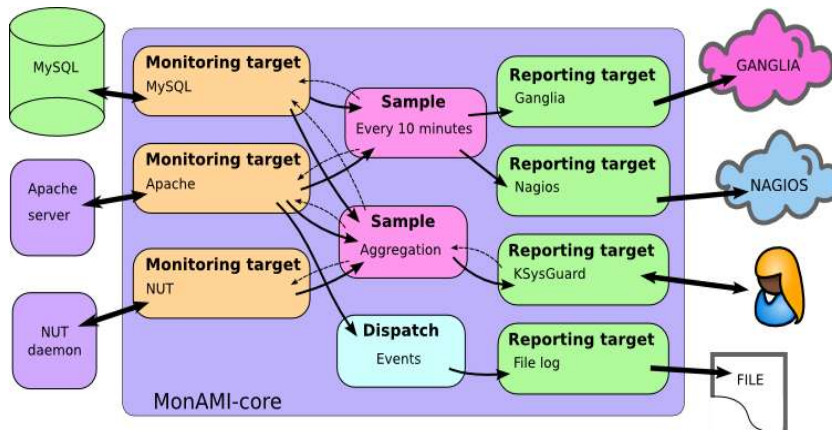 MySQL
Apache
server
NUT
daemon
Monitoring target
MySQL
Monitoring target
Apache
Monitoring target
NUT
Sample
Every 10 minutes
Sample
Aggregation
Dispatch
Events
Reporting target
Ganglia
Reporting target
Nagios
Reporting target
KSysGuard
Reporting target
File log
MonAMI-core
GANGLIA
NAGIOS
FILE